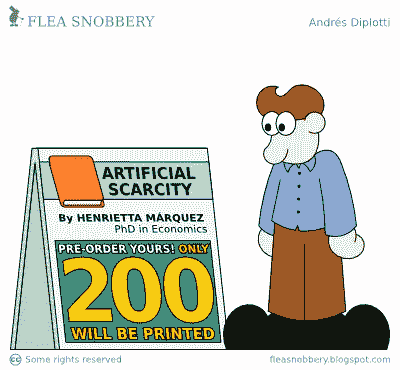 FLEA SNOBBERY
Andrés Diplotti
ARTIFICIAL
SCARCITY
By HENRIETTA MÁRQUEZ
PhD in Economics
PRE-ORDER YOURS! ONLY
200
WILL BE PRINTED
cc Some rights reserved
fleasnobbery.blogspot.com